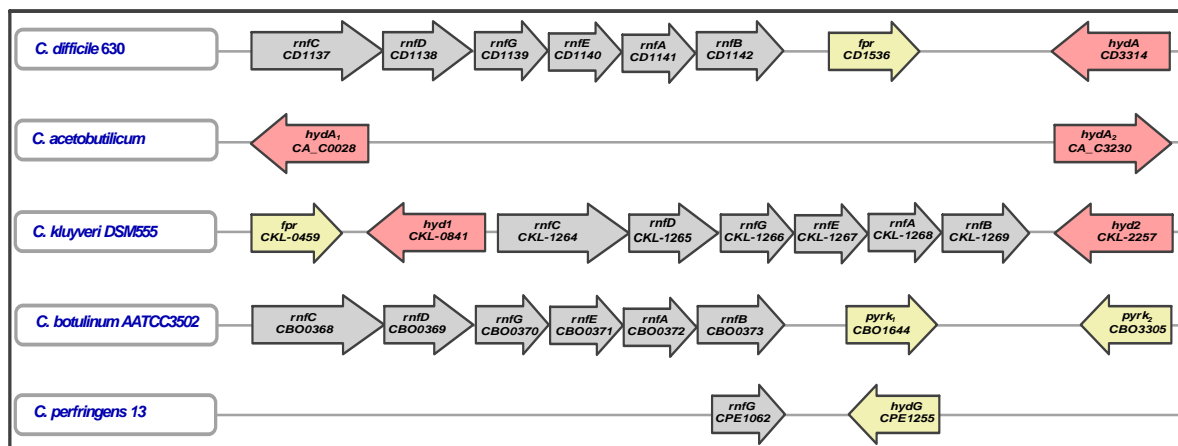 C. difficile 630
rnfC
CD1137
rnfD
CD1138
rnfG
CD1139
rnfE
CD1140
rnfA
CD1141
rnfB
CD1142
fpr
CD1536
hydA
CD3314
C. acetobutilicum
hydA₁
CA_C0028
hydA₂
CA_C3230
C. kluyveri DSM555
fpr
CKL-0459
hyd1
CKL-0841
rnfC
CKL-1264
rnfD
CKL-1265
rnfG
CKL-1266
rnfE
CKL-1267
rnfA
CKL-1268
rnfB
CKL-1269
hyd2
CKL-2257
C. botulinum AATCC3502
rnfC
CBO0368
rnfD
CBO0369
rnfG
CBO0370
rnfE
CBO0371
rnfA
CBO0372
rnfB
CBO0373
pyrk₁
CBO1644
pyrk₂
CBO3305
C. perfringens 13
rnfG
CPE1062
hydG
CPE1255